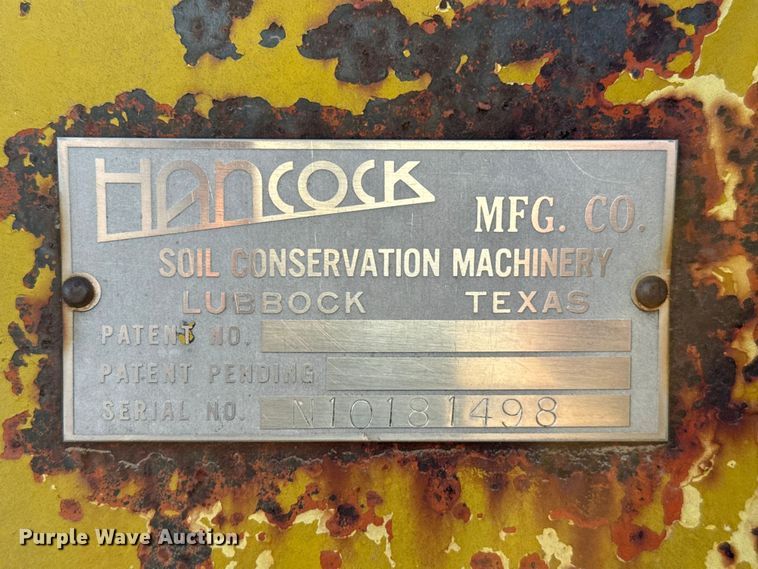 HANCOCK MFG. CO.
SOIL CONSERVATION MACHINERY
LUBBOCK TEXAS
PATENT NO.
PATENT PENDING
SERIAL NO. N10181498
Purple Wave Auction